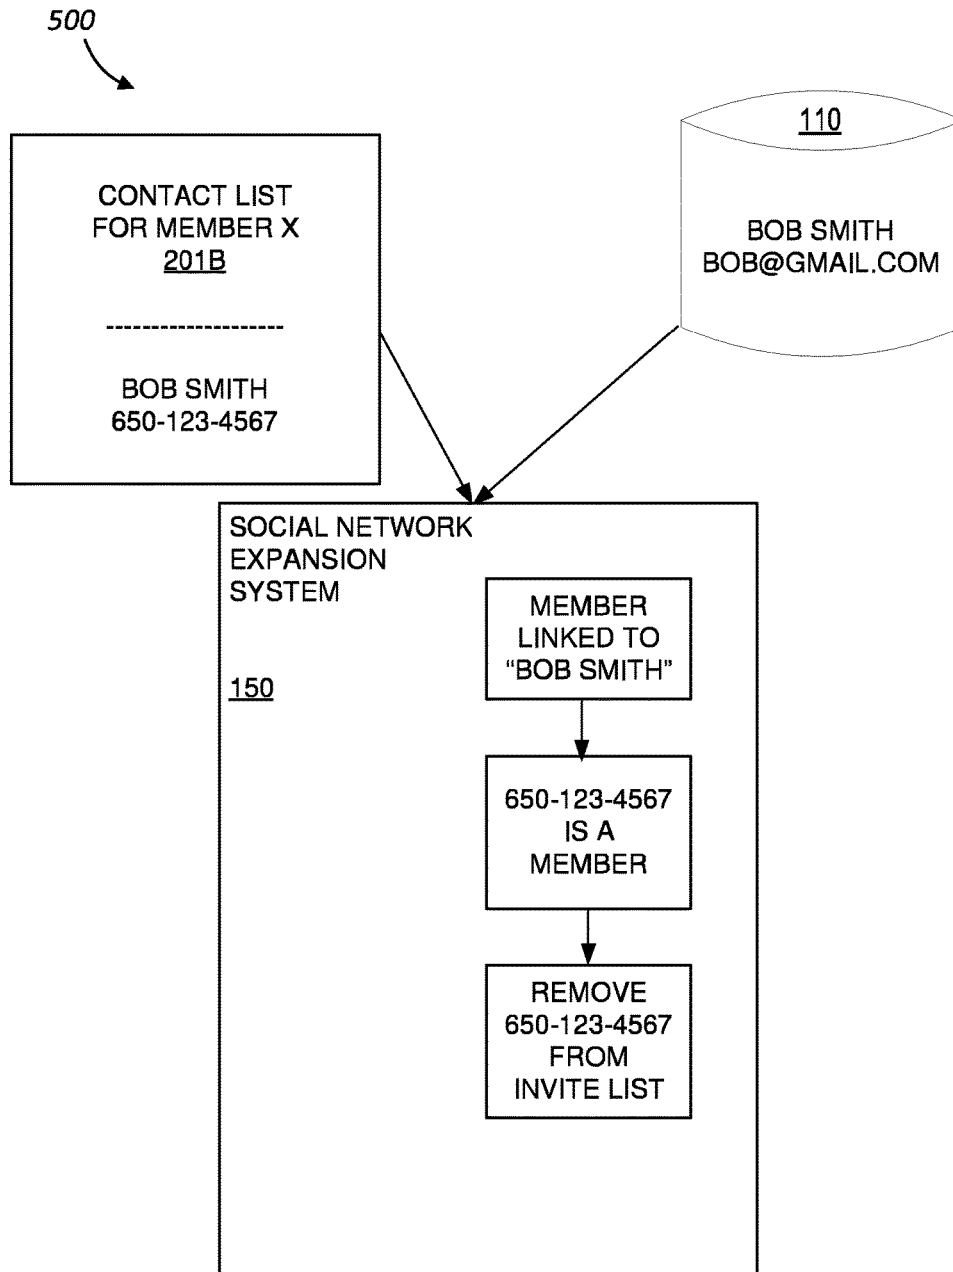 500
CONTACT LIST
FOR MEMBER X
201B
--------------------
BOB SMITH
650-123-4567
110
BOB SMITH
BOB@GMAIL.COM
SOCIAL NETWORK
EXPANSION
SYSTEM
150
MEMBER
LINKED TO
“BOB SMITH”
650-123-4567
IS A
MEMBER
REMOVE
650-123-4567
FROM
INVITE LIST